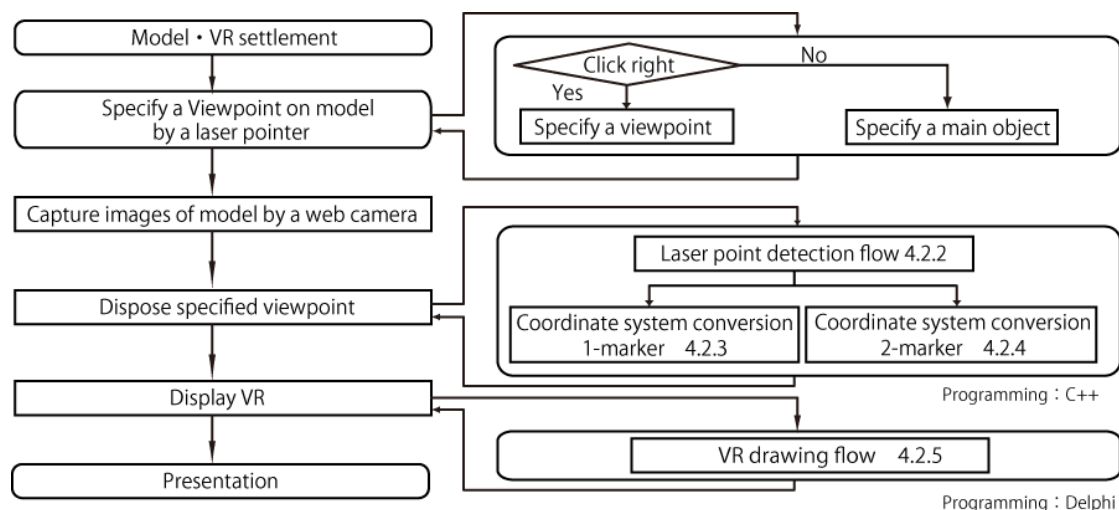 Model・VR settlement
Specify a Viewpoint on model
by a laser pointer
Capture images of model by a web camera
Dispose specified viewpoint
Display VR
Presentation
Click right
No
Yes
Specify a viewpoint
Specify a main object
Laser point detection flow 4.2.2
Coordinate system conversion
1-marker 4.2.3
Coordinate system conversion
2-marker 4.2.4
Programming：C++
VR drawing flow 4.2.5
Programming：Delphi